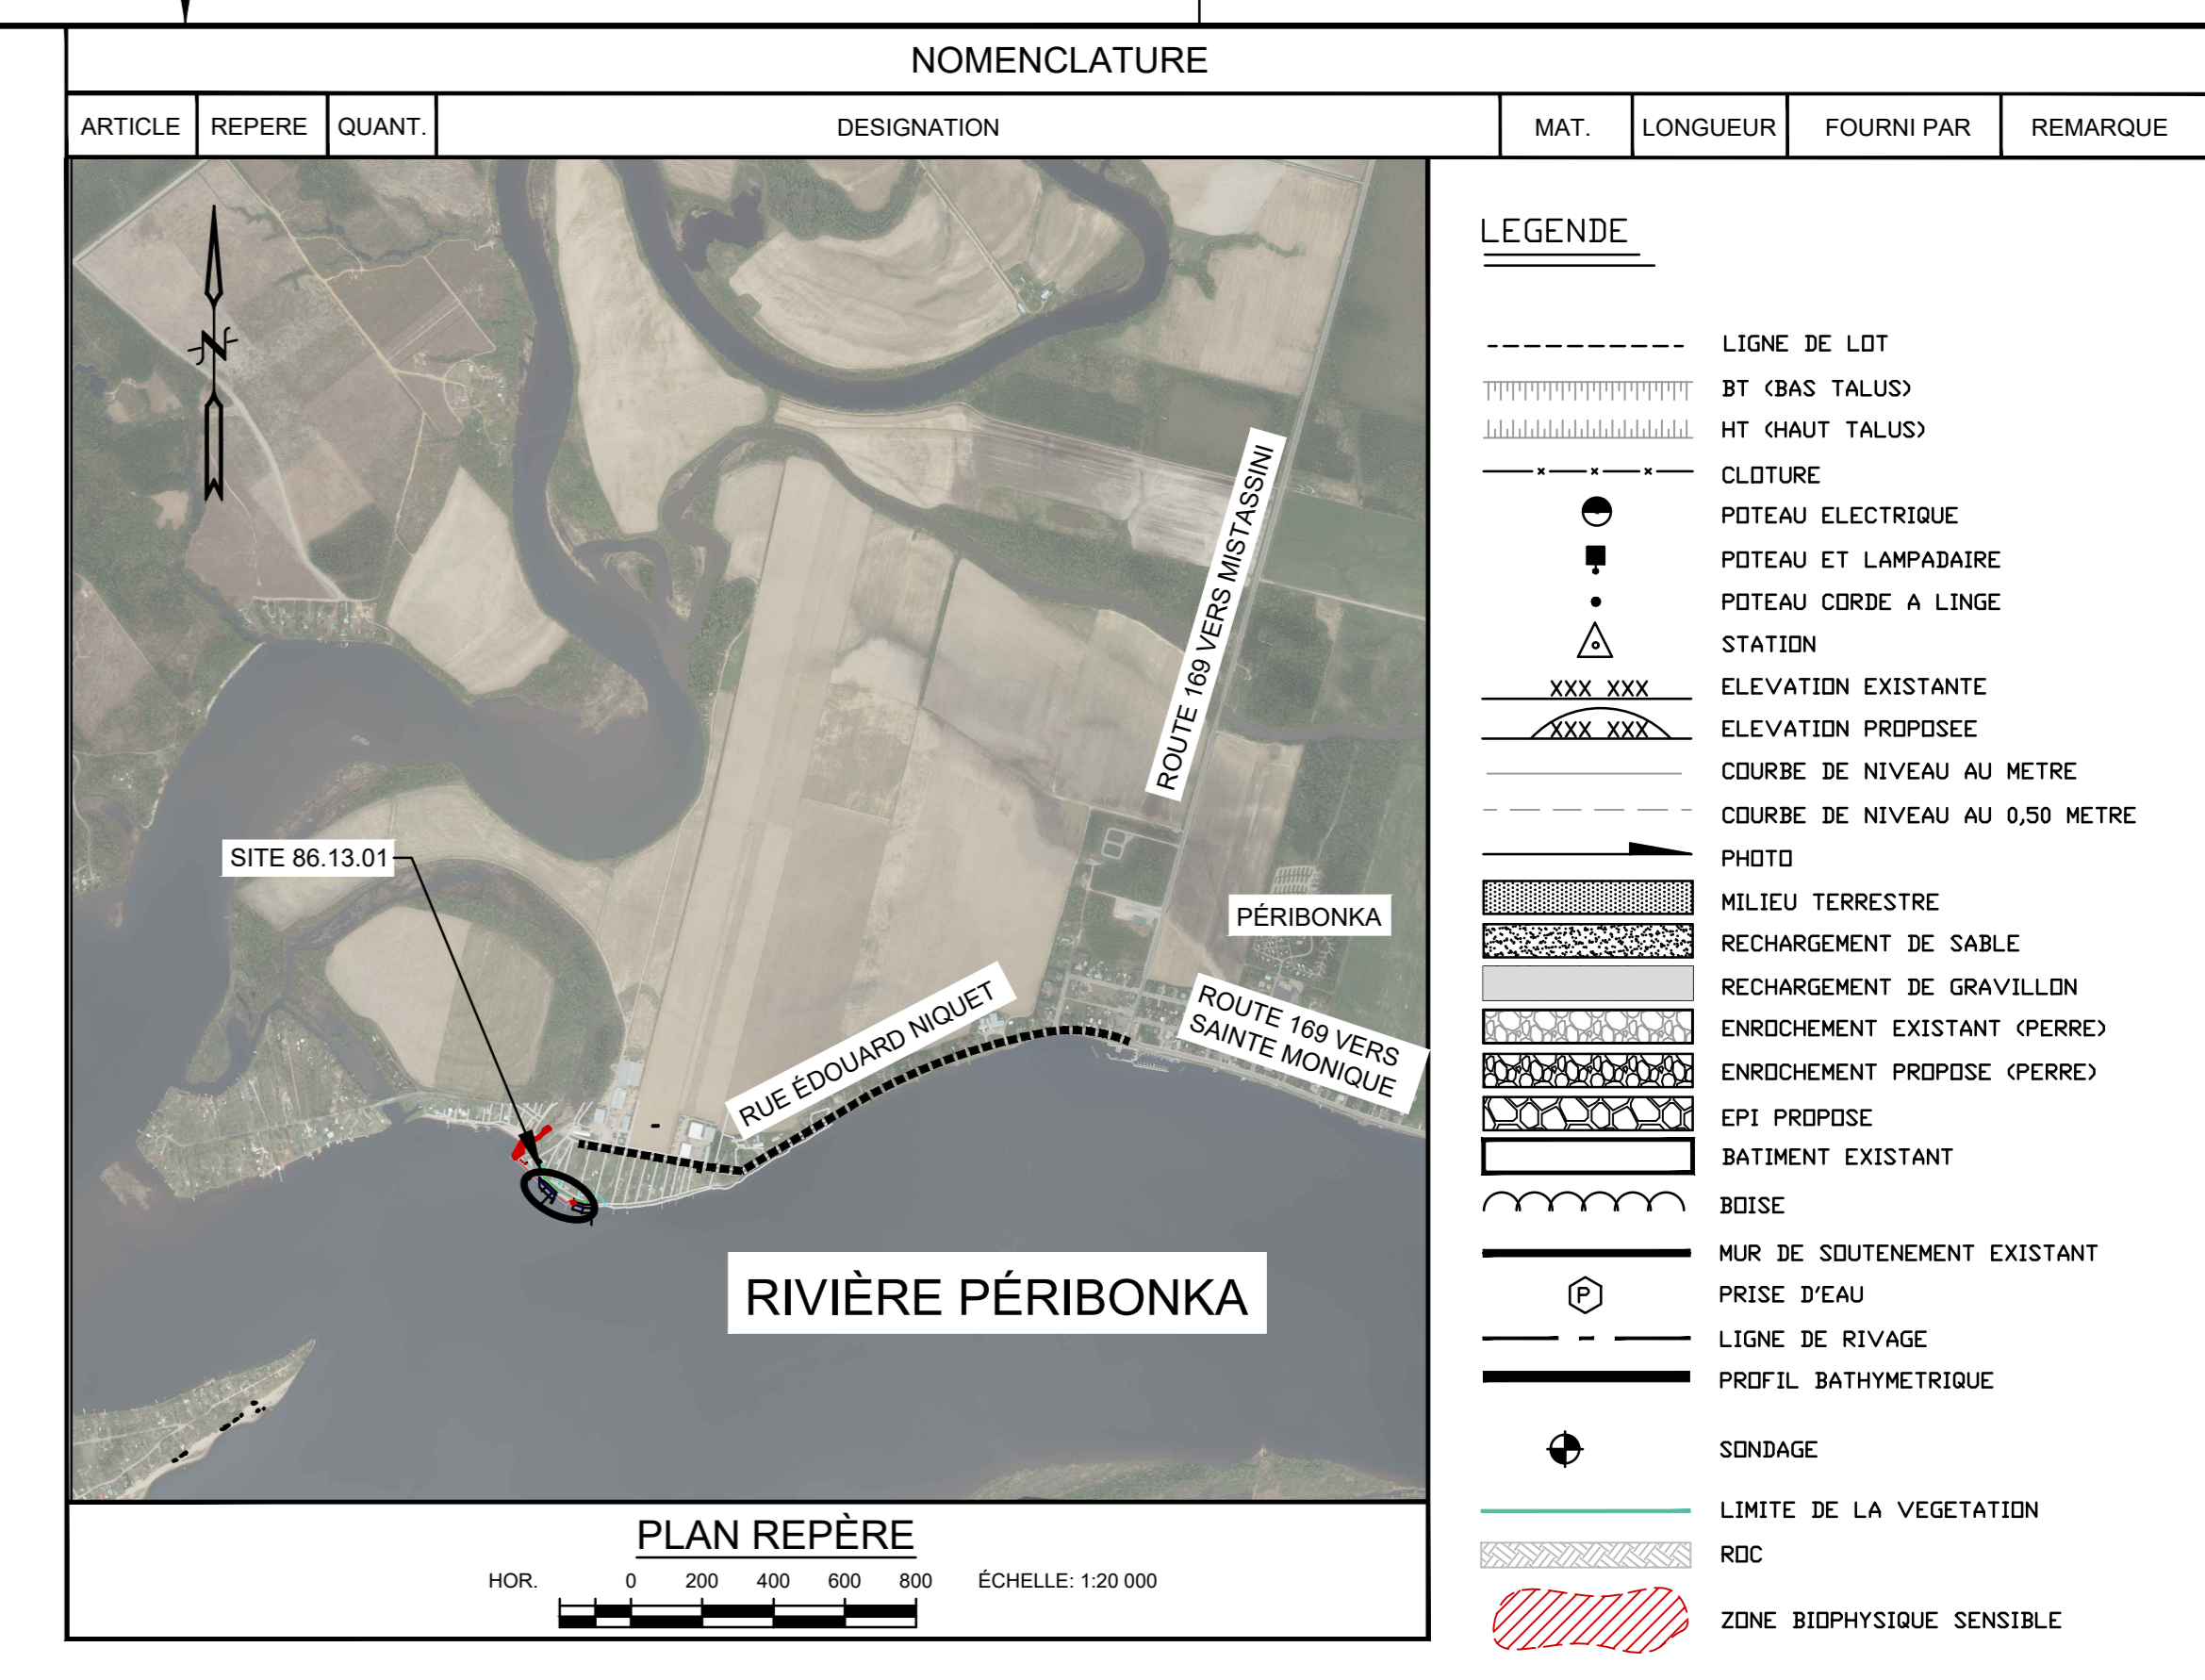 NOMENCLATURE
ARTICLE REPERE QUANT. DESIGNATION MAT. LONGUEUR FOURNI PAR REMARQUE
N
ROUTE 169 VERS MISTASSINI
SITE 86.13.01
PÉRIBONKA
RUE ÉDOUARD NIQUET
ROUTE 169 VERS
SAINTE MONIQUE
RIVIÈRE PÉRIBONKA
PLAN REPÈRE
HOR. 0 200 400 600 800 ÉCHELLE: 1:20 000
LEGENDE
LIGNE DE LOT
BT (BAS TALUS)
HT (HAUT TALUS)
CLOTURE
POTEAU ELECTRIQUE
POTEAU ET LAMPADAIRE
POTEAU CORDE A LINGE
STATION
XXX XXX ELEVATION EXISTANTE
XXX XXX ELEVATION PROPOSEE
COURBE DE NIVEAU AU METRE
COURBE DE NIVEAU AU 0,50 METRE
PHOTO
MILIEU TERRESTRE
RECHARGEMENT DE SABLE
RECHARGEMENT DE GRAVILLON
ENROCHEMENT EXISTANT (PERRE)
ENROCHEMENT PROPOSE (PERRE)
EPI PROPOSE
BATIMENT EXISTANT
BOISE
MUR DE SOUTENEMENT EXISTANT
P PRISE D'EAU
LIGNE DE RIVAGE
PROFIL BATHYMETRIQUE
SONDAGE
LIMITE DE LA VEGETATION
ROC
ZONE BIOPHYSIQUE SENSIBLE